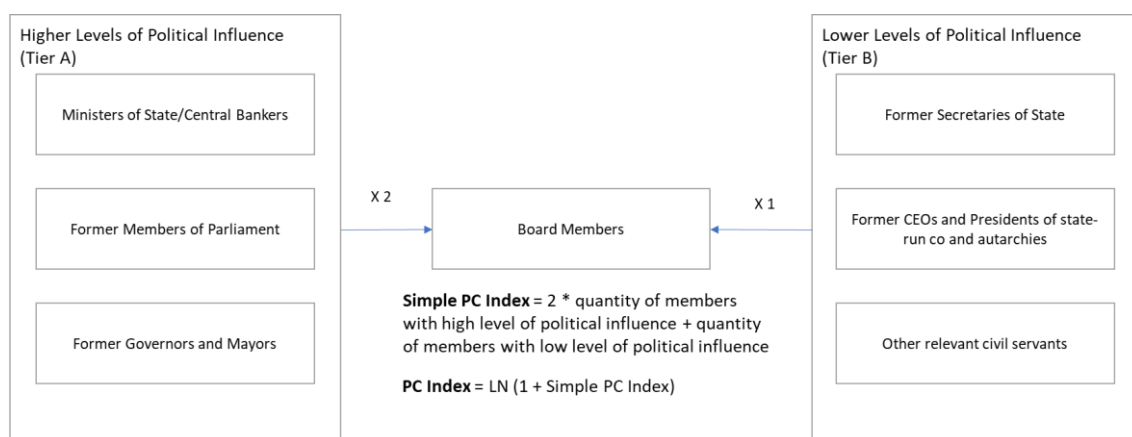 Higher Levels of Political Influence
(Tier A)
Ministers of State/Central Bankers
Former Members of Parliament
Former Governors and Mayors
X 2
Board Members
X 1
Simple PC Index = 2 * quantity of members
with high level of political influence + quantity
of members with low level of political influence
PC Index = LN (1 + Simple PC Index)
Lower Levels of Political Influence
(Tier B)
Former Secretaries of State
Former CEOs and Presidents of state-
run co and autarchies
Other relevant civil servants